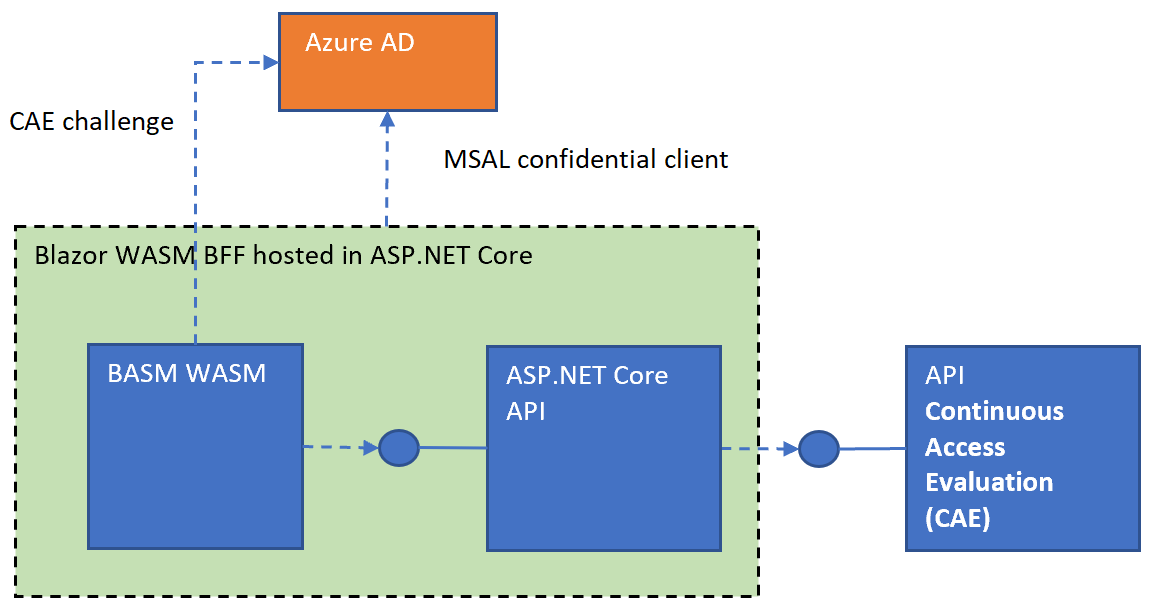 Azure AD
CAE challenge
MSAL confidential client
Blazor WASM BFF hosted in ASP.NET Core
BASM WASM
ASP.NET Core
API
API
Continuous
Access
Evaluation
(CAE)